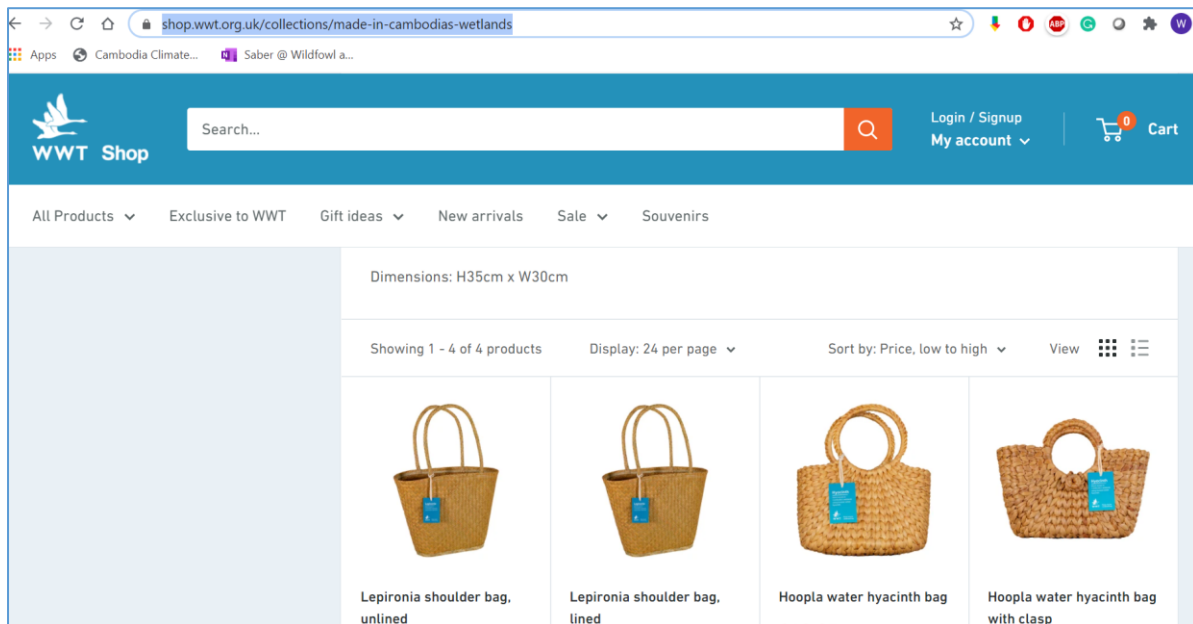 shop.wwt.org.uk/collections/made-in-cambodias-wetlands
ABP
G
W
Apps
Cambodia Climate...
N
Saber @ Wildfowl a...
WWT Shop
Search...
Login / Signup
My account
0
Cart
All Products
Exclusive to WWT
Gift ideas
New arrivals
Sale
Souvenirs
Dimensions: H35cm x W30cm
Showing 1 - 4 of 4 products
Display: 24 per page
Sort by: Price, low to high
View
Lepironia shoulder bag,
unlined
Lepironia shoulder bag,
lined
Hoopla water hyacinth bag
Hoopla water hyacinth bag
with clasp